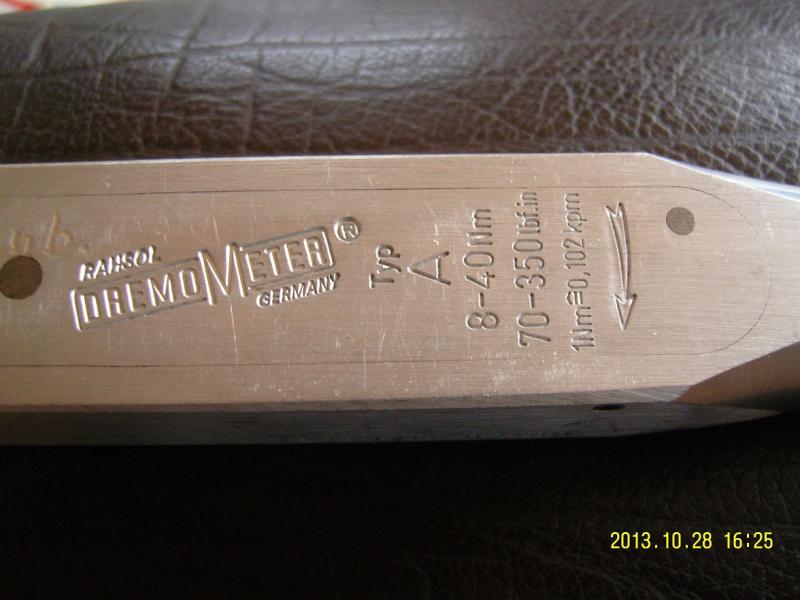 RAHSOL
DREMOMETER®
GERMANY
Typ
A
8-40Nm
70-350lbf.in
1Nm≙0,102kpm
2013.10.28 16:25